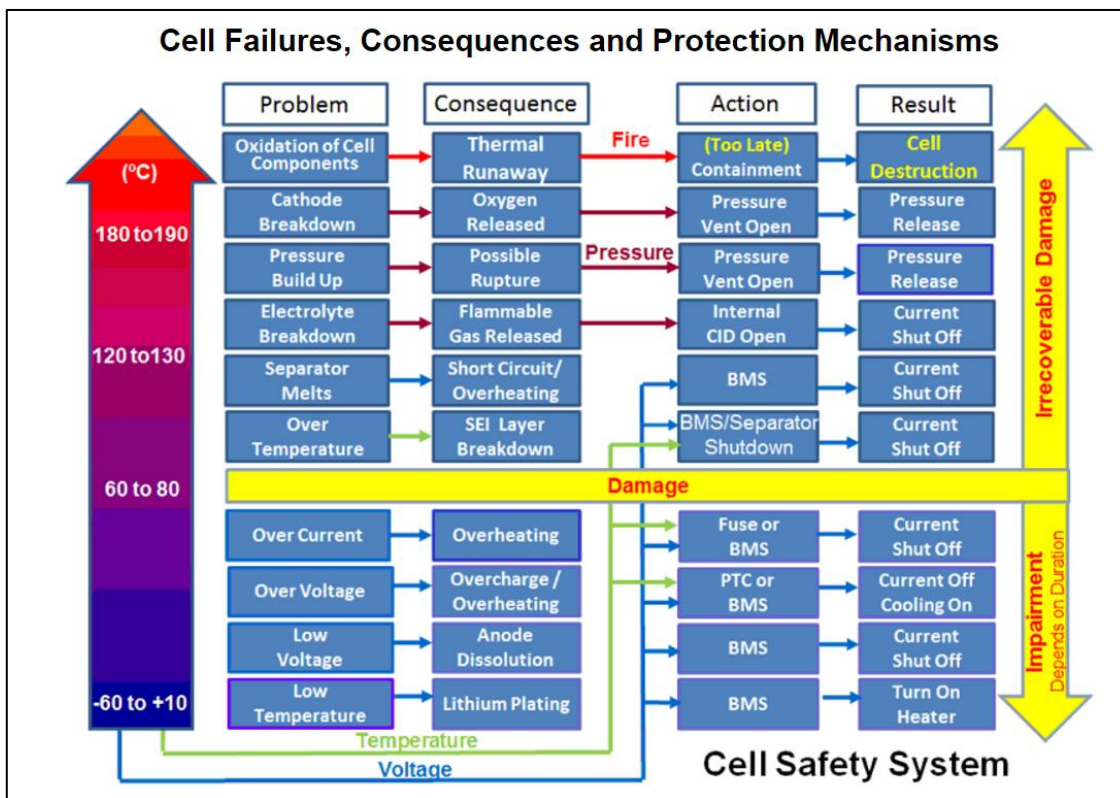 Cell Failures, Consequences and Protection Mechanisms
Problem
Consequence
Action
Result
(ºC)
Oxidation of Cell
Components
Thermal
Runaway
Fire
(Too Late)
Containment
Cell
Destruction
180 to190
Cathode
Breakdown
Oxygen
Released
Pressure
Vent Open
Pressure
Release
Pressure
Build Up
Possible
Rupture
Pressure
Pressure
Vent Open
Pressure
Release
120 to130
Electrolyte
Breakdown
Flammable
Gas Released
Internal
CID Open
Current
Shut Off
Separator
Melts
Short Circuit/
Overheating
BMS
Current
Shut Off
Over
Temperature
SEI Layer
Breakdown
BMS/Separator
Shutdown
Current
Shut Off
Irrecoverable Damage
60 to 80
Damage
Over Current
Overheating
Fuse or
BMS
Current
Shut Off
Over Voltage
Overcharge /
Overheating
PTC or
BMS
Current Off
Cooling On
Low
Voltage
Anode
Dissolution
BMS
Current
Shut Off
-60 to +10
Low
Temperature
Lithium Plating
BMS
Turn On
Heater
Impairment
Depends on Duration
Temperature
Voltage
Cell Safety System